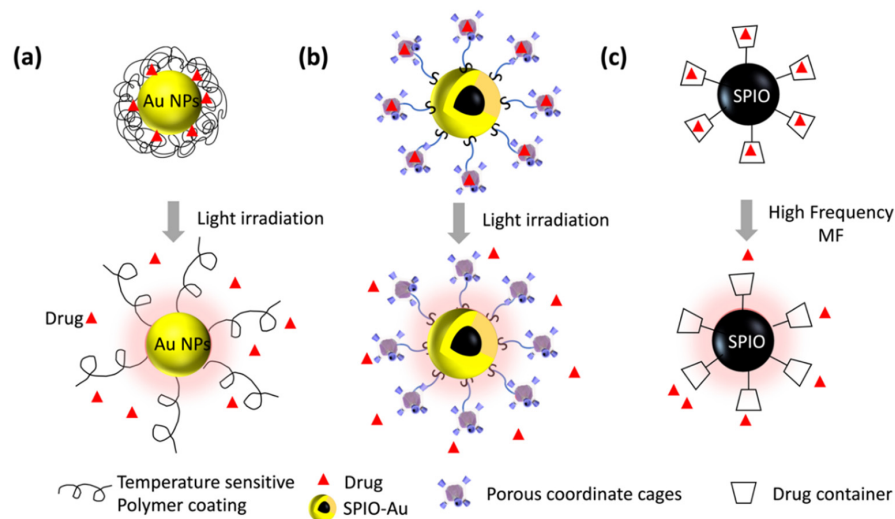 (a)
(b)
(c)
Au NPs
S S S S S S S S
SPIO
Light irradiation
Light irradiation
High Frequency
MF
Drug
Au NPs
S S S S S S S S
SPIO
Temperature sensitive
Polymer coating
Drug
SPIO-Au
Porous coordinate cages
Drug container